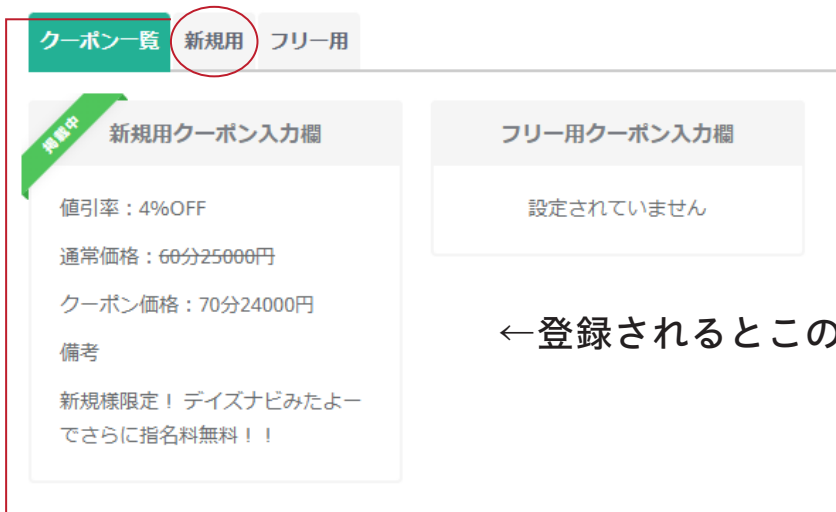 クーポン一覧 新規用 フリー用
掲載中
新規用クーポン入力欄
値引率：4%OFF
通常価格：60分25000円
クーポン価格：70分24000円
備考
新規様限定！ デイズナビみたよー
でさらに指名料無料！！
フリー用クーポン入力欄
設定されていません
←登録されるとこの